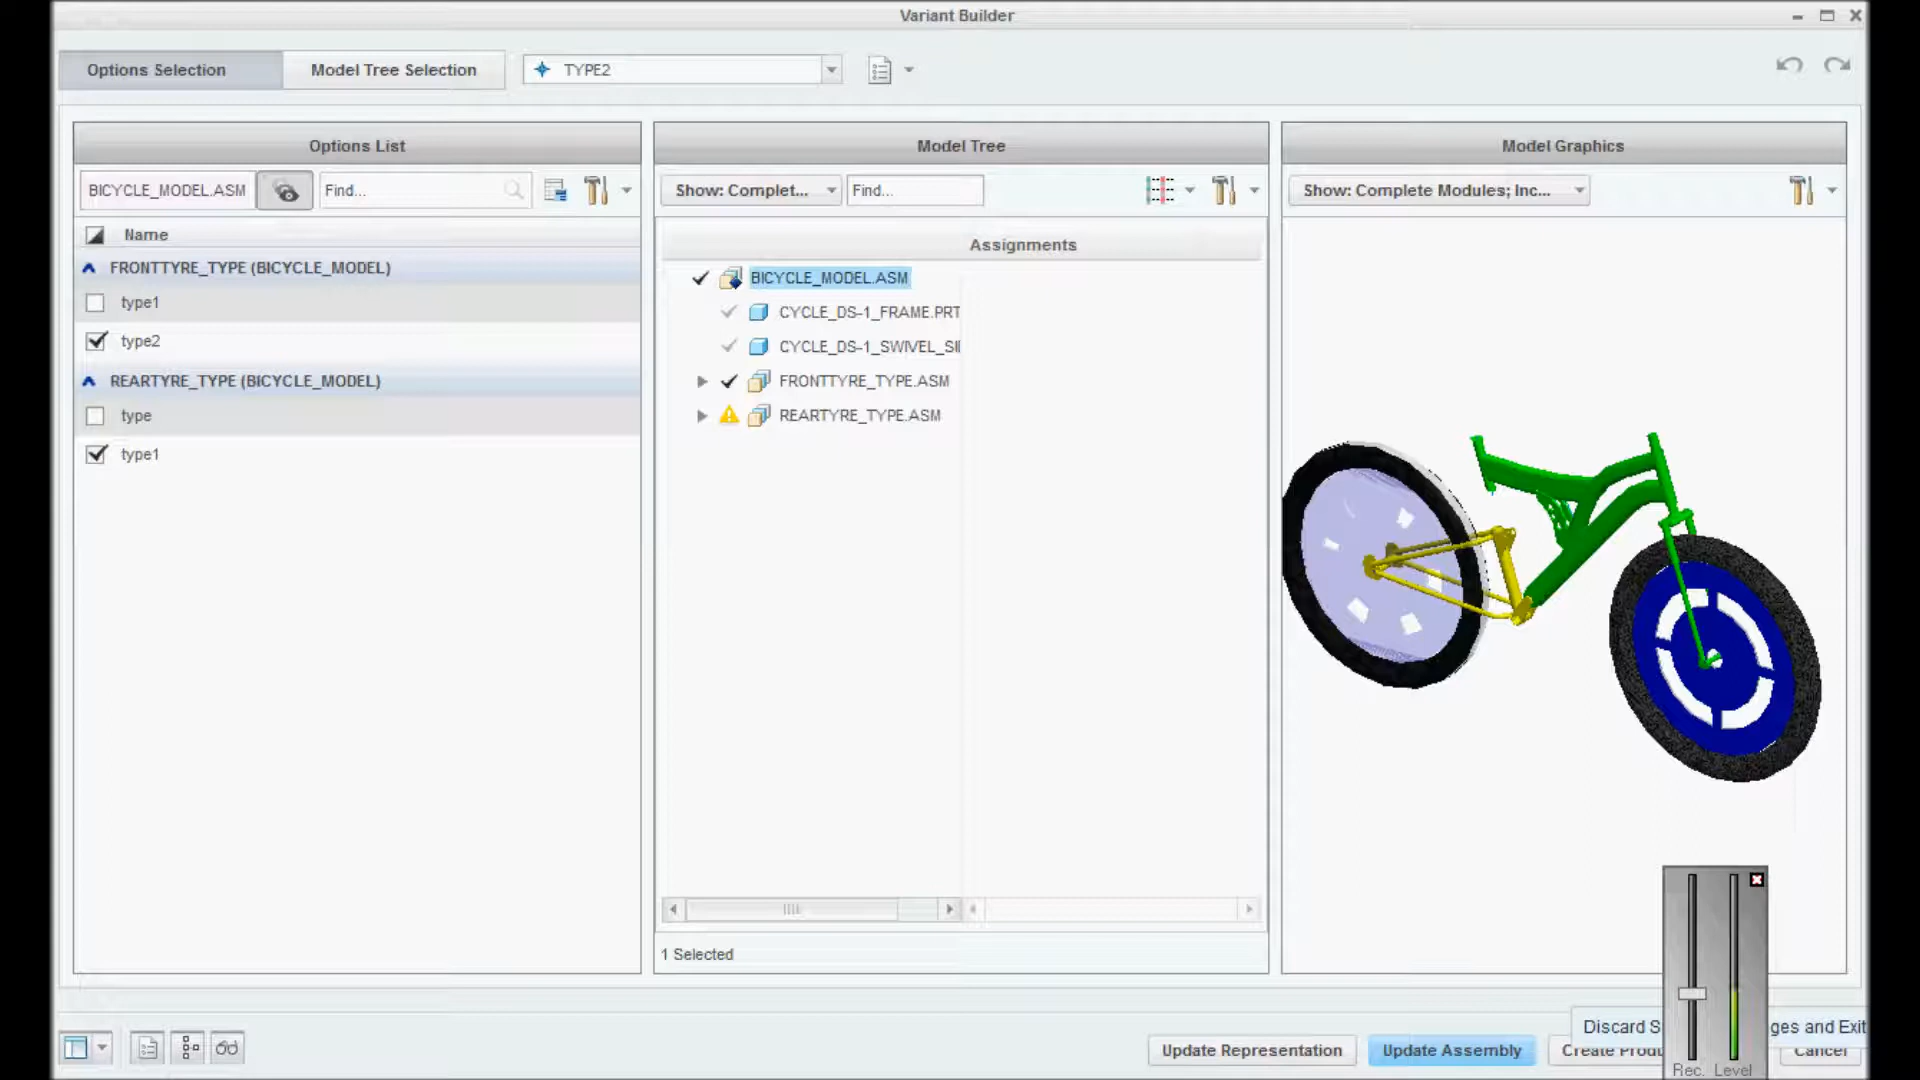 Variant Builder
Options Selection
Model Tree Selection
TYPE2
Options List
BICYCLE_MODEL.ASM
Find...
Name
FRONTTYRE_TYPE (BICYCLE_MODEL)
type1
type2
REARTYRE_TYPE (BICYCLE_MODEL)
type
type1
Model Tree
Show: Complet...
Find...
Assignments
BICYCLE_MODEL.ASM
CYCLE_DS-1_FRAME.PRT
CYCLE_DS-1_SWIVEL_SI
FRONTTYRE_TYPE.ASM
REARTYRE_TYPE.ASM
1 Selected
Model Graphics
Show: Complete Modules; Inc...
Discard S ges and Exit
Update Representation
Update Assembly
Create Produ
Cancel
Rec. Level